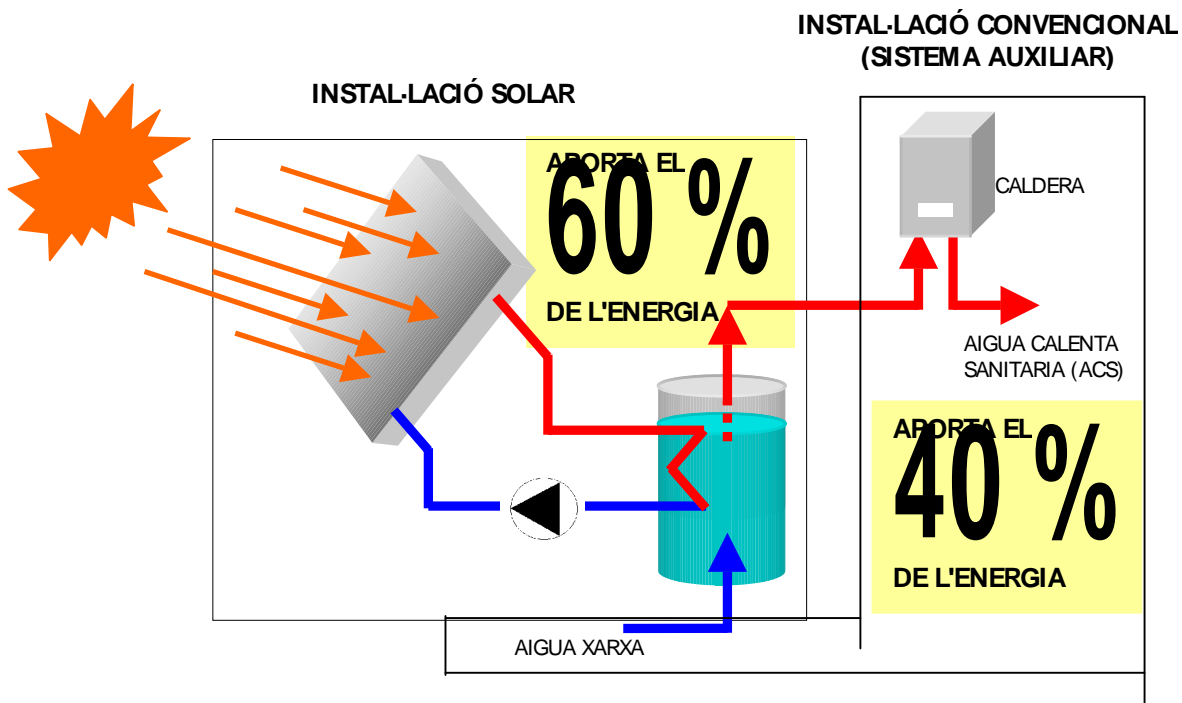 INSTAL·LACIÓ CONVENCIONAL
(SISTEMA AUXILIAR)
INSTAL·LACIÓ SOLAR
APORTA EL
60 %
DE L'ENERGIA
CALDERA
AIGUA CALENTA
SANITARIA (ACS)
APORTA EL
40 %
DE L'ENERGIA
AIGUA XARXA